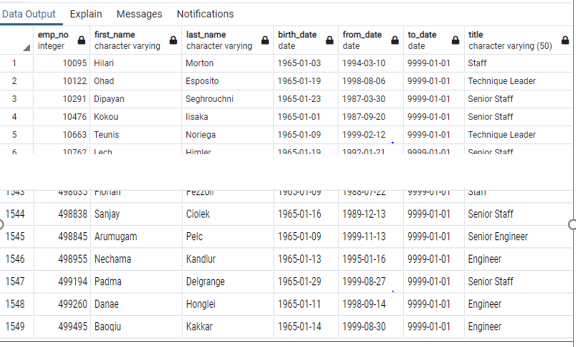 Data Output Explain Messages Notifications
emp_no first_name last_name birth_date from_date to_date title
integer character varying character varying date date date character varying (50)
1 10095 Hilari Morton 1965-01-03 1994-03-10 9999-01-01 Staff
2 10122 Ohad Esposito 1965-01-19 1998-08-06 9999-01-01 Technique Leader
3 10291 Dipayan Seghrouchni 1965-01-23 1987-03-30 9999-01-01 Senior Staff
4 10476 Kokou Iisaka 1965-01-01 1987-09-20 9999-01-01 Senior Staff
5 10663 Teunis Noriega 1965-01-09 1999-02-12 9999-01-01 Technique Leader
6 10762 Lech Himler 1965-01-19 1992-01-21 9999-01-01 Senior Staff
1543 498635 Florian Pezzoli 1965-01-09 1988-07-22 9999-01-01 Staff
1544 498838 Sanjay Ciolek 1965-01-16 1989-12-13 9999-01-01 Senior Staff
1545 498845 Arumugam Pelc 1965-01-09 1999-11-13 9999-01-01 Senior Engineer
1546 498955 Nechama Kandlur 1965-01-13 1995-01-16 9999-01-01 Engineer
1547 499194 Padma Delgrange 1965-01-29 1999-08-27 9999-01-01 Senior Staff
1548 499260 Danae Honglei 1965-01-11 1998-09-14 9999-01-01 Engineer
1549 499495 Baoqiu Kakkar 1965-01-14 1999-08-30 9999-01-01 Engineer